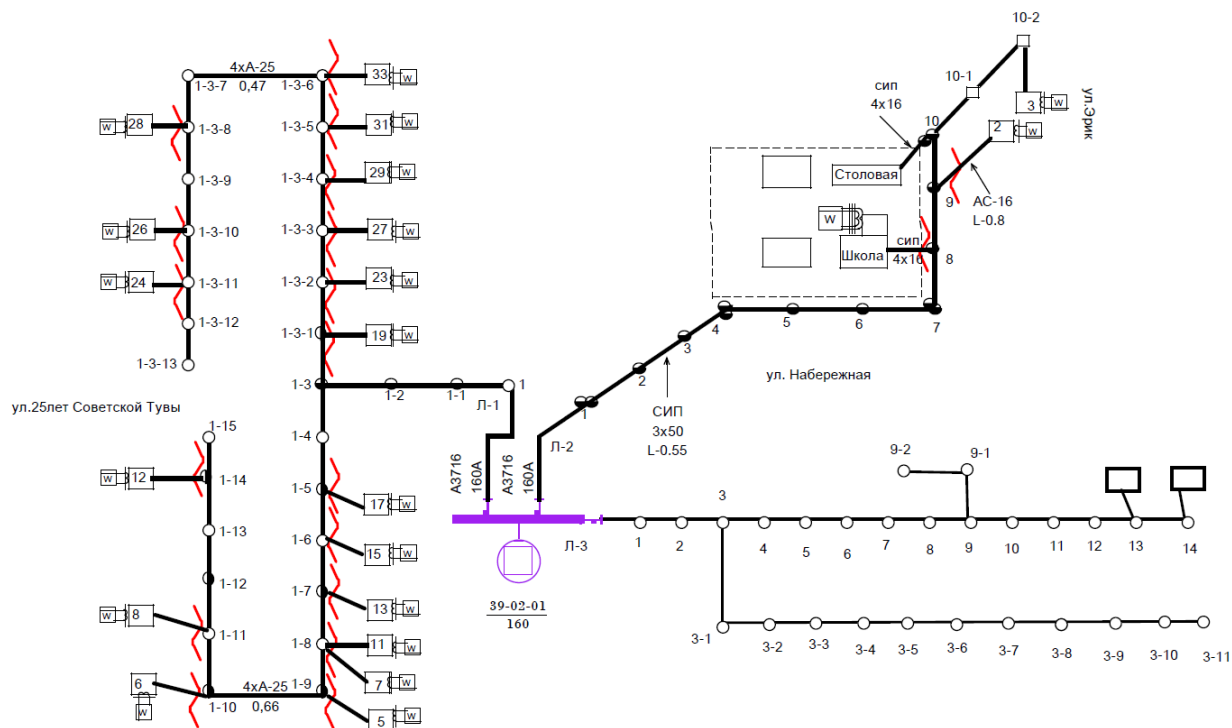 10-2
4xА-25
1-3-7
0,47
1-3-6
33
W
28
W
1-3-8
1-3-5
31
W
1-3-9
1-3-4
29
W
26
W
1-3-10
1-3-3
27
W
24
W
1-3-11
1-3-2
23
W
1-3-12
1-3-1
19
W
1-3-13
1-3
1-2
1-1
1
Л-1
ул.25лет Советской Тувы
1-15
1-4
12
W
1-14
1-5
17
W
1-13
1-6
15
W
1-12
1-7
13
W
8
W
1-11
1-8
11
W
7
W
6
W
1-10
4xА-25
0,66
1-9
5
W
сип
4x16
10-1
3
W
ул.Эрик
10
2
W
Столовая
9
АС-16
L-0.8
W
Школа
сип
4x16
8
4
5
6
7
3
2
1
ул. Набережная
СИП
3x50
L-0.55
Л-2
А3716
160А
А3716
160А
Л-3
39-02-01
160
9-2
9-1
3
1
2
4
5
6
7
8
9
10
11
12
13
14
3-1
3-2
3-3
3-4
3-5
3-6
3-7
3-8
3-9
3-10
3-11